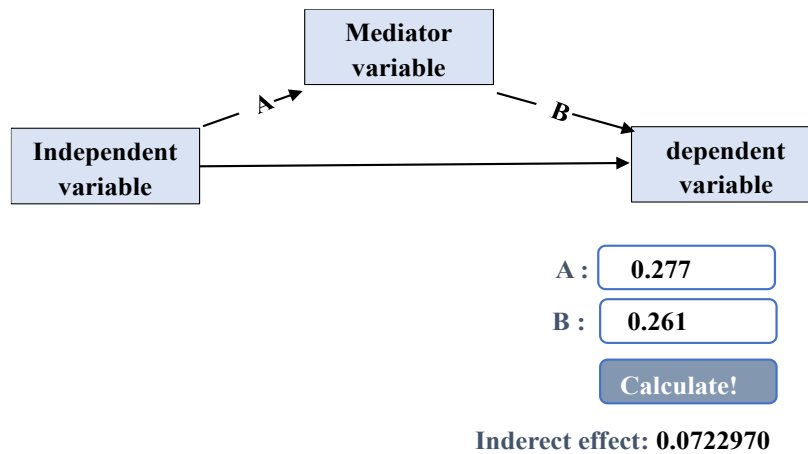 Mediator
variable
A
B
Independent
variable
dependent
variable
A : 0.277
B : 0.261
Calculate!
Inderect effect: 0.0722970